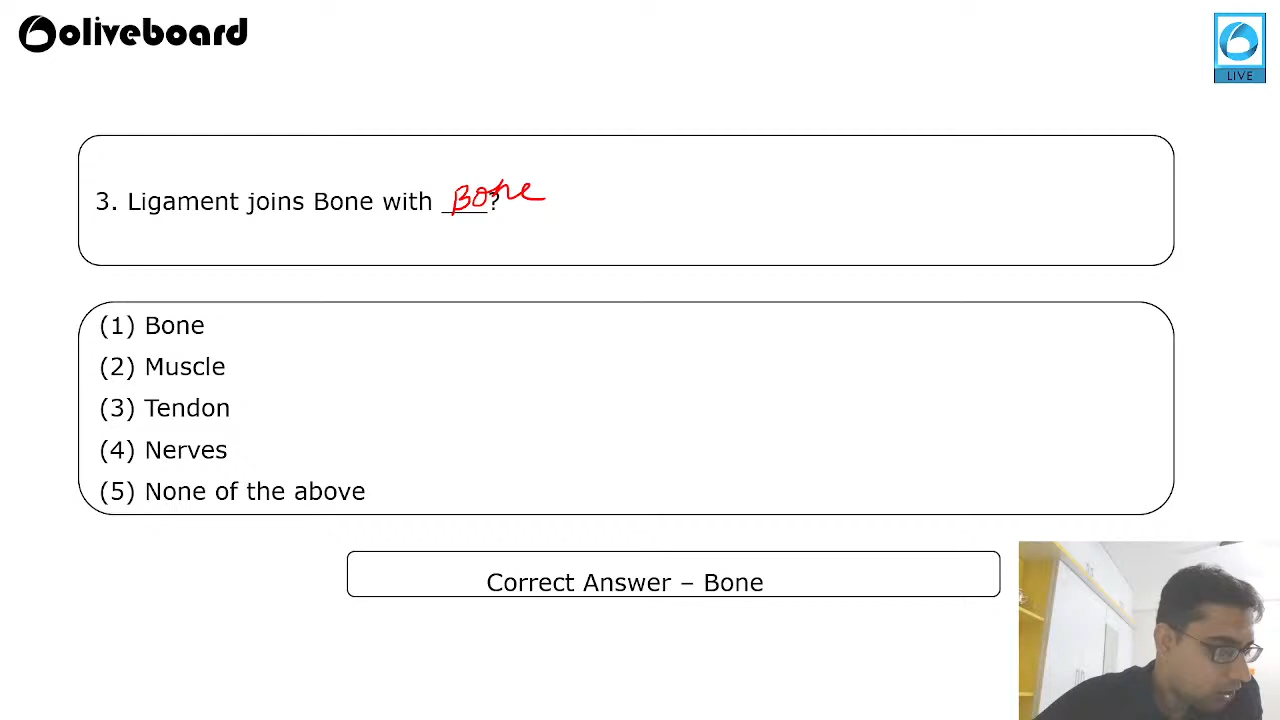 oliveboard
LIVE
3. Ligament joins Bone with ____?
Bone
(1) Bone
(2) Muscle
(3) Tendon
(4) Nerves
(5) None of the above
Correct Answer – Bone